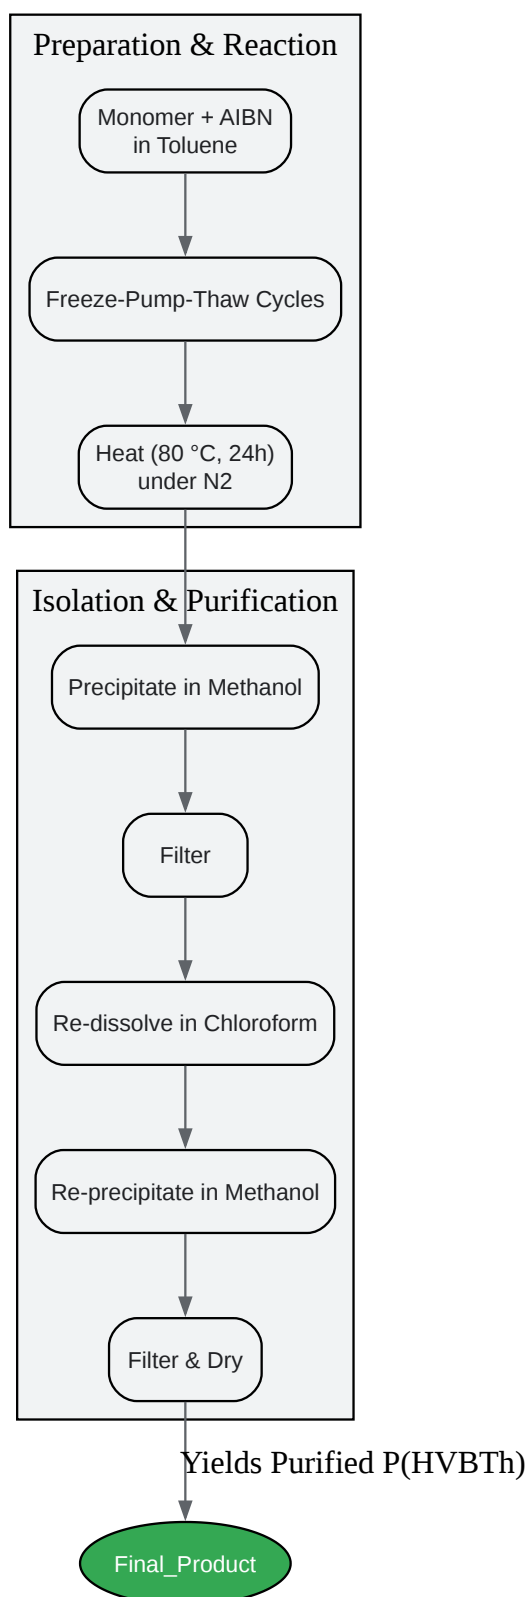 Preparation & Reaction
Monomer + AIBN
in Toluene
Freeze-Pump-Thaw Cycles
Heat (80 °C, 24h)
under N2
Isolation & Purification
Precipitate in Methanol
Filter
Re-dissolve in Chloroform
Re-precipitate in Methanol
Filter & Dry
Yields Purified P(HVBTh)
Final_Product